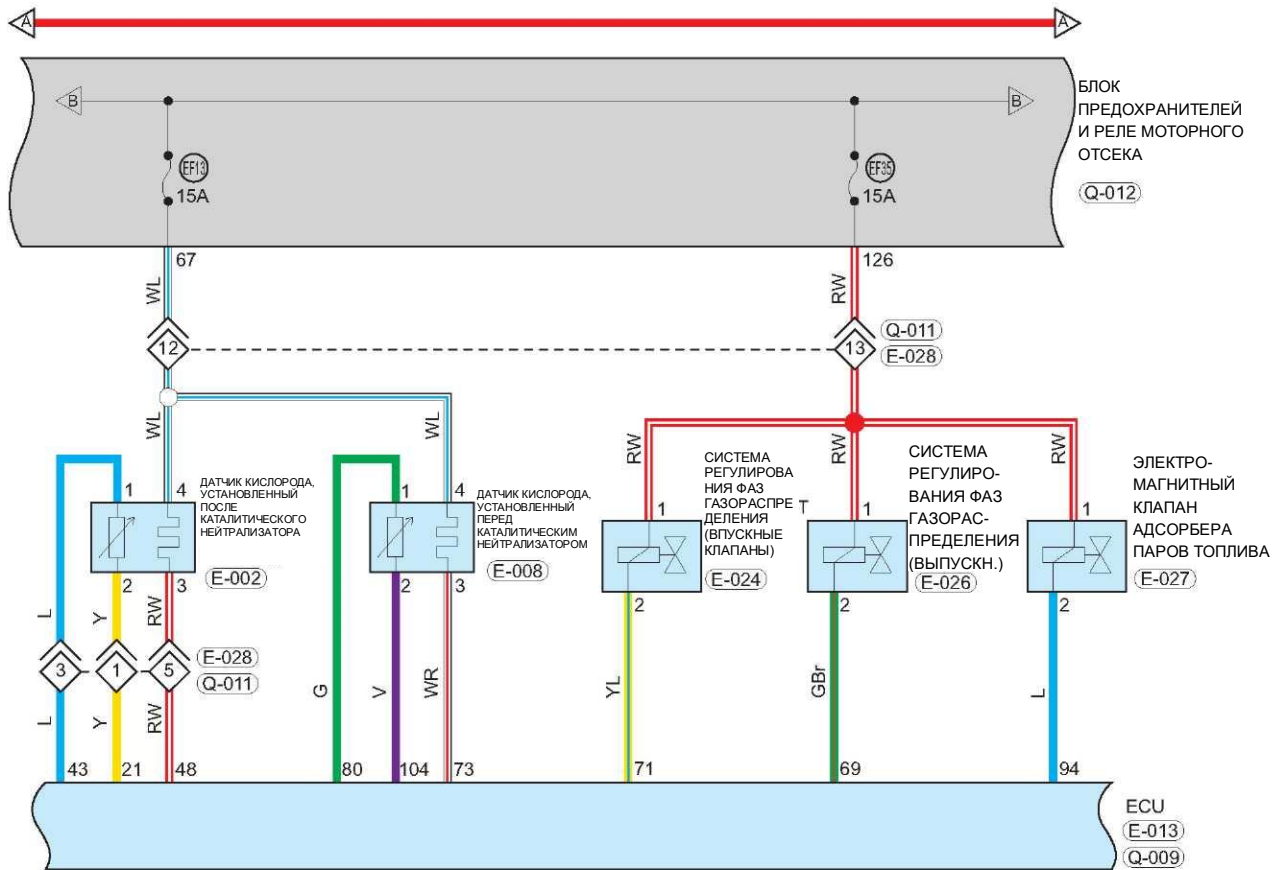 A
A
B
B
БЛОК
ПРЕДОХРАНИТЕЛЕЙ
И РЕЛЕ МОТОРНОГО
ОТСЕКА
Q-012
EF13
15A
EF35
15A
67
126
WL
RW
12
13
Q-011
E-028
WL
WL
RW
RW
RW
1
4
ДАТЧИК КИСЛОРОДА,
УСТАНОВЛЕННЫЙ
ПОСЛЕ
КАТАЛИТИЧЕСКОГО
НЕЙТРАЛИЗАТОРА
E-002
2
3
1
4
ДАТЧИК КИСЛОРОДА,
УСТАНОВЛЕННЫЙ
ПЕРЕД
КАТАЛИТИЧЕСКИМ
НЕЙТРАЛИЗАТОРОМ
E-008
2
3
СИСТЕМА
РЕГУЛИРОВА
НИЯ ФАЗ
ГАЗОРАСПРЕ
ДЕЛЕНИЯ
(ВПУСКНЫЕ
КЛАПАНЫ)
E-024
1
2
Т
СИСТЕМА
РЕГУЛИРО-
ВАНИЯ ФАЗ
ГАЗОРАС-
ПРЕДЕЛЕНИЯ
(ВЫПУСКН.)
E-026
1
2
ЭЛЕКТРО-
МАГНИТНЫЙ
КЛАПАН
АДСОРБЕРА
ПАРОВ ТОПЛИВА
E-027
1
2
L
Y
RW
3
1
5
E-028
Q-011
L
Y
RW
G
V
WR
YL
GBr
L
43
21
48
80
104
73
71
69
94
ECU
E-013
Q-009